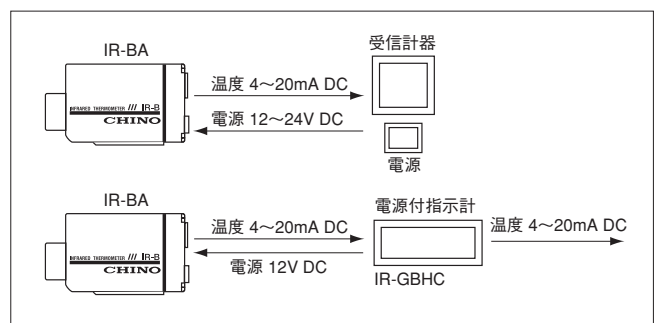 IR-BA
受信計器
温度 4～20mA DC
INFRARED THERMOMETER /// IR-B
CHINO
電源 12～24V DC
電源
IR-BA
電源付指示計
温度 4～20mA DC
温度 4～20mA DC
INFRARED THERMOMETER /// IR-B
CHINO
電源 12V DC
IR-GBHC